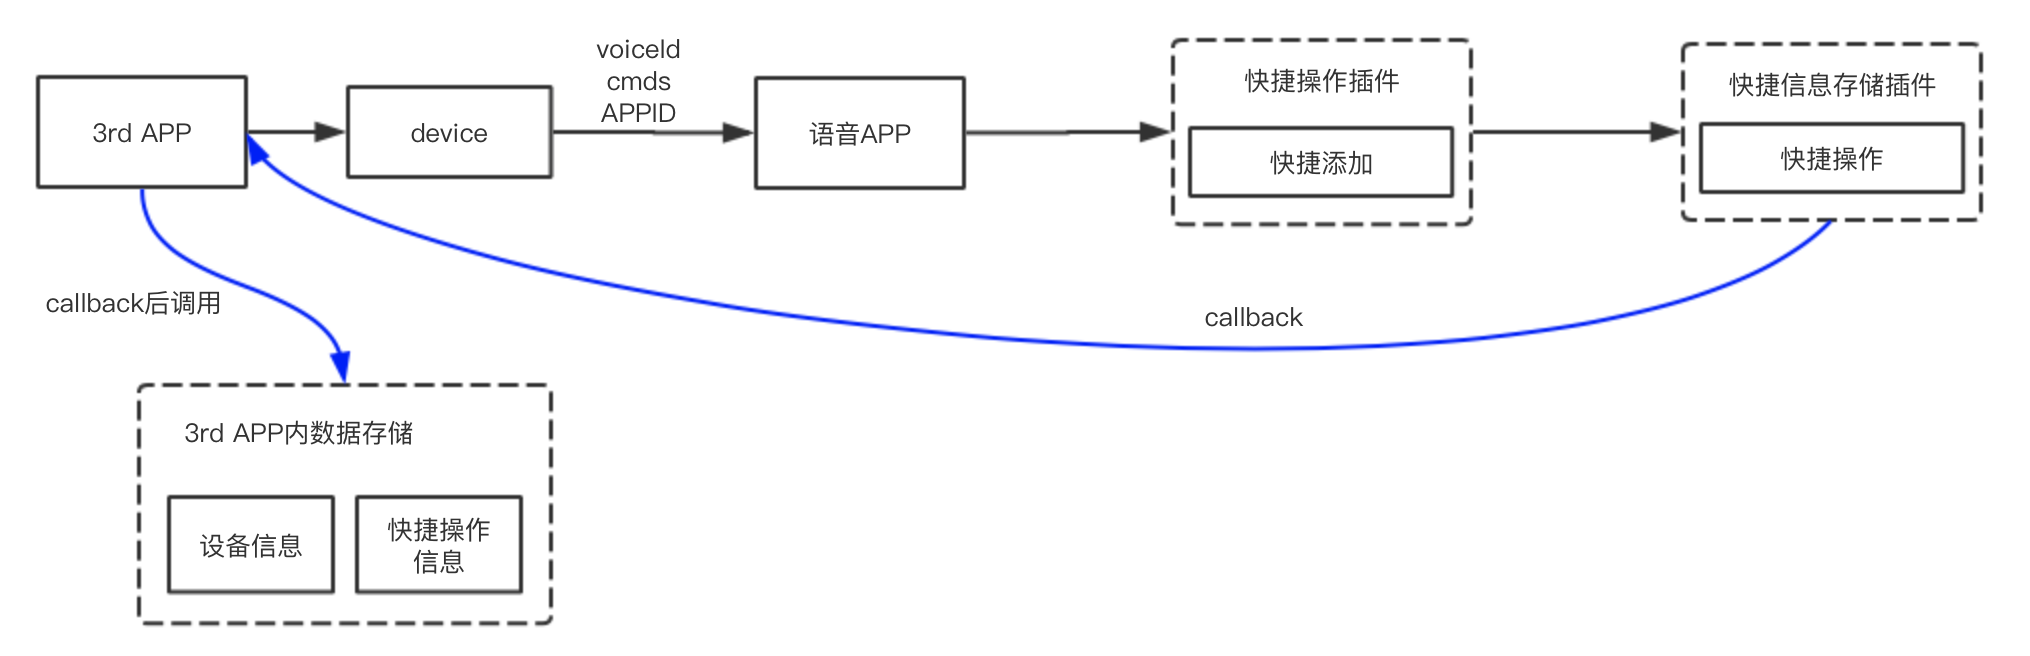 voiceId
cmds
APPID
3rd APP
device
语音APP
快捷操作插件
快捷添加
快捷信息存储插件
快捷操作
callback后调用
callback
3rd APP内数据存储
设备信息
快捷操作
信息